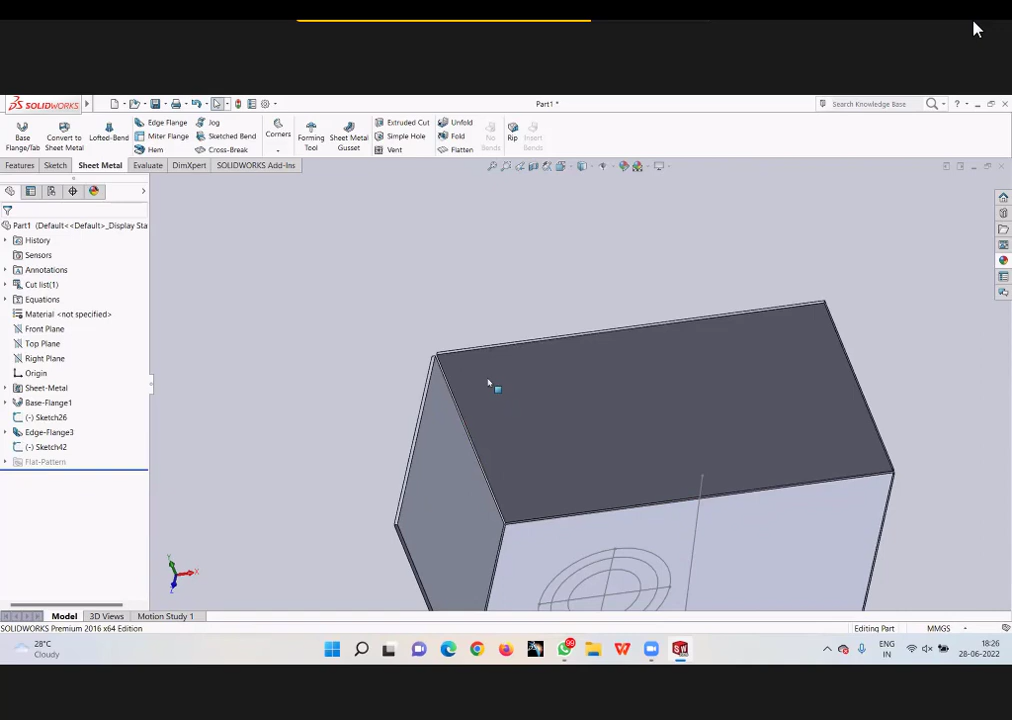 SOLIDWORKS
Part1 *
Search Knowledge Base
Base Flange/Tab
Convert to Sheet Metal
Lofted-Bend
Edge Flange
Miter Flange
Hem
Jog
Sketched Bend
Cross-Break
Corners
Forming Tool
Sheet Metal Gusset
Extruded Cut
Simple Hole
Vent
Unfold
Fold
Flatten
No Bends
Rip
Insert Bends
Features Sketch Sheet Metal Evaluate DimXpert SOLIDWORKS Add-Ins
Part1 (Default<<Default>_Display Sta
History
Sensors
Annotations
Cut list(1)
Equations
Material <not specified>
Front Plane
Top Plane
Right Plane
Origin
Sheet-Metal
Base-Flange1
(-) Sketch26
Edge-Flange3
(-) Sketch42
Flat-Pattern
Y
X
Z
Model 3D Views Motion Study 1
SOLIDWORKS Premium 2016 x64 Edition
Editing Part
MMGS
28°C
Cloudy
99
SW
ENG
IN
18:26
28-06-2022